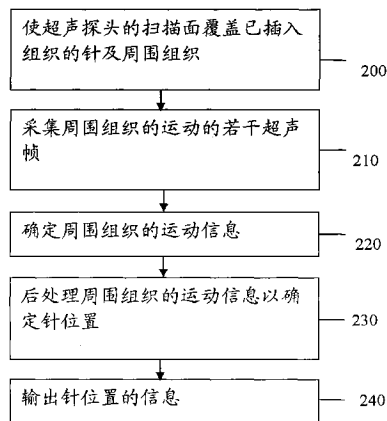 使超声探头的扫描面覆盖已插入
组织的针及周围组织
200
采集周围组织的运动的若干超声
帧
210
确定周围组织的运动信息
220
后处理周围组织的运动信息以确
定针位置
230
输出针位置的信息
240